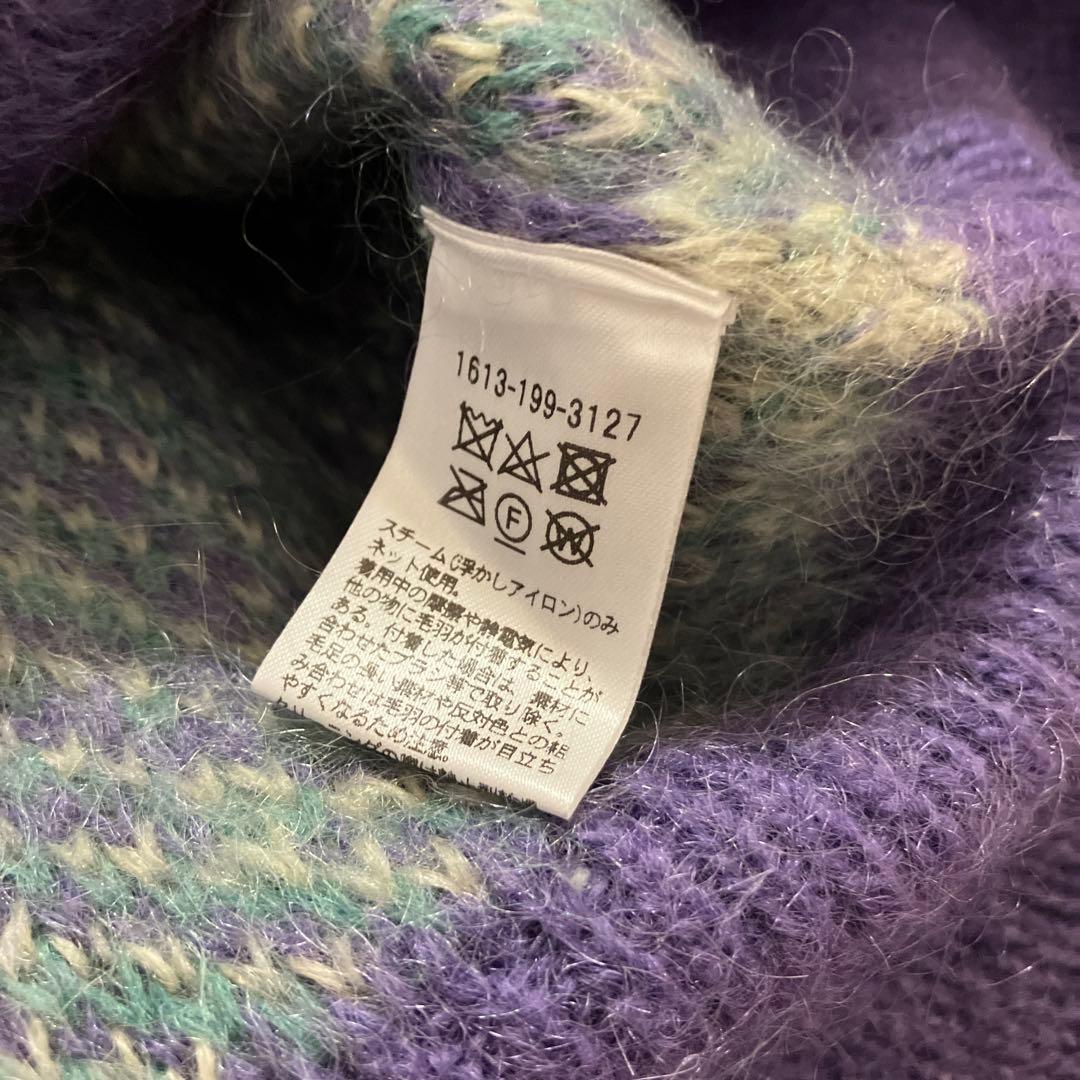 1613-199-3127
F
W
スチーム(浮かしアイロン)のみ
ネット使用。
着用中の摩擦や静電気により、
他の物に毛羽が付着することが
ある。付着した場合は、素材に
合わせたブラシ等で取り除く。
毛足の長い素材や反対色との組
み合わせは毛羽の付着が目立ち
やすくなるため注意